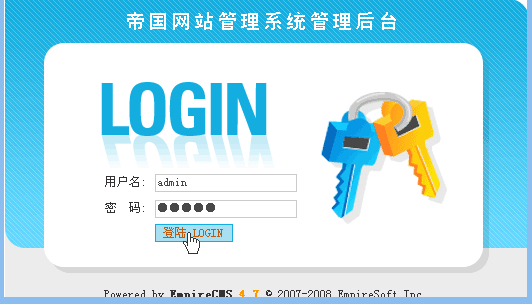 帝国网站管理系统管理后台
LOGIN
用户名: admin
密 码: ●●●●●
登陆 LOGIN
Powered by EmpireCMS 4.7 © 2007-2008 EmpireSoft Inc.